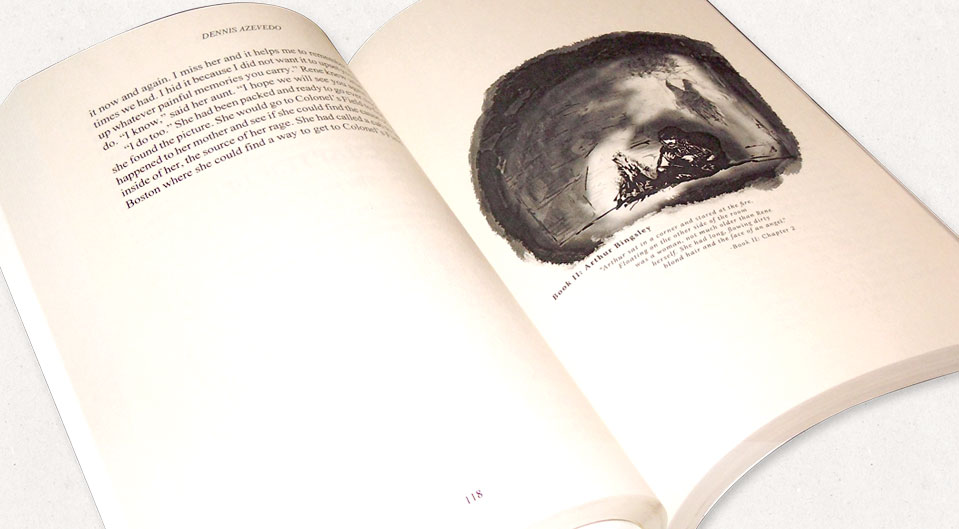 DENNIS AZEVEDO
it now and again. I miss her and it helps me to
times we had. I hid it because I did not want it to
up whatever painful memories you carry." Rene knew
do. "I know," said her aunt. "I hope we will see you
"I do too." She had been packed and ready to go ever
she found the picture. She would go to Colonel's
happened to her mother and see if she could find the
inside of her, the source of her rage. She had called a
Boston where she could find a way to get to Colonel's
118
Book II: Arthur Bingsley
"Arthur sat in a corner and stared at the fire,
Floating on the other side of the room
was a woman, not much older than Rene
herself. She had long, flowing dirty
blond hair and the face of an angel."
-Book II: Chapter 2